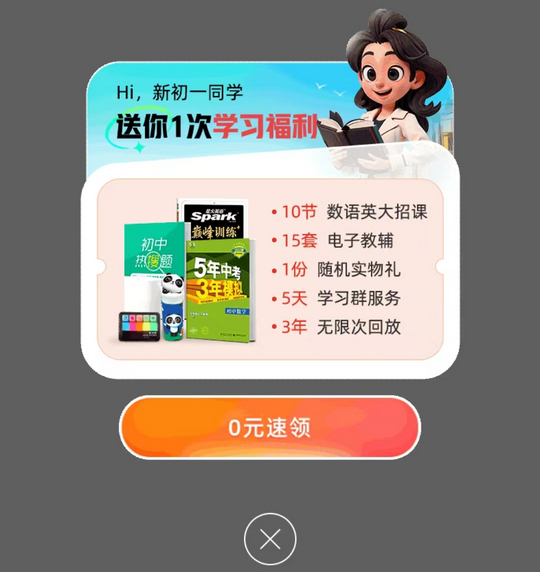 Hi，新初一同学
送你1次学习福利
10节 数语英大招课
15套 电子教辅
1份 随机实物礼
5天 学习群服务
3年 无限次回放
Spark
巅峰训练
初中
热搜题
5年中考
3年模拟
初中数学
0元速领